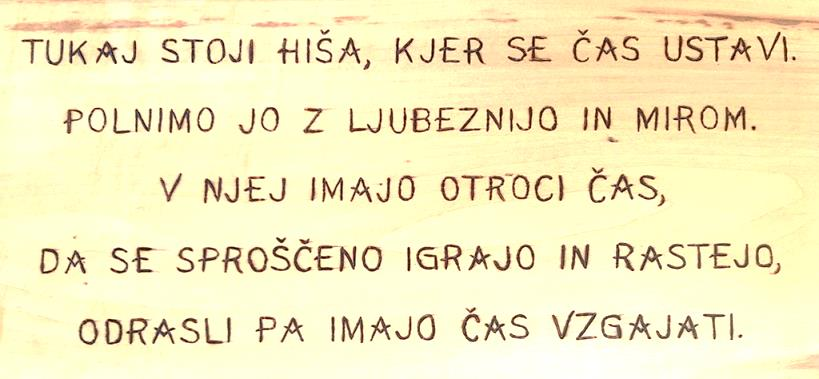 TUKAJ STOJI HIŠA, KJER SE ČAS USTAVI.
POLNIMO JO Z LJUBEZNIJO IN MIROM.
V NJEJ IMAJO OTROCI ČAS,
DA SE SPROŠČENO IGRAJO IN RASTEJO,
ODRASLI PA IMAJO ČAS VZGAJATI.